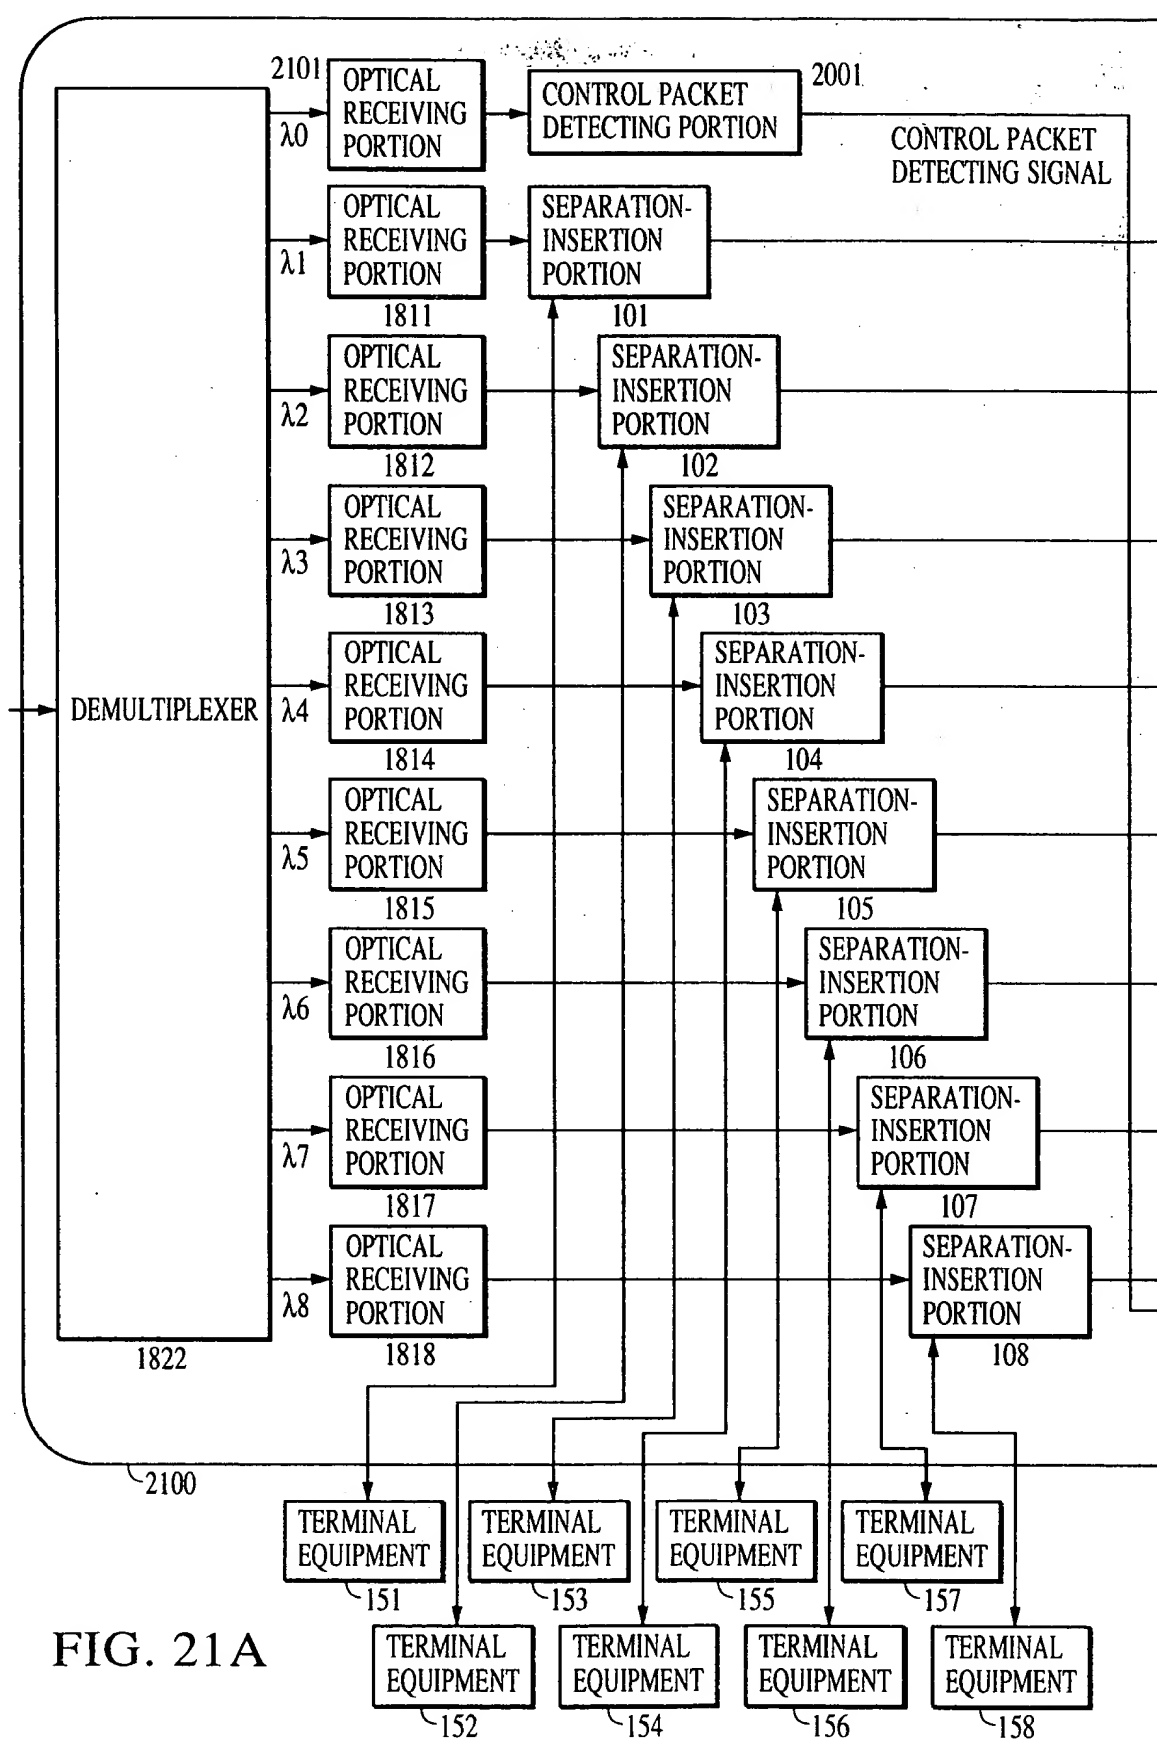 2101
OPTICAL
RECEIVING
PORTION
λ0
CONTROL PACKET
DETECTING PORTION
2001
CONTROL PACKET
DETECTING SIGNAL
OPTICAL
RECEIVING
PORTION
λ1
1811
SEPARATION-
INSERTION
PORTION
101
OPTICAL
RECEIVING
PORTION
λ2
1812
SEPARATION-
INSERTION
PORTION
102
OPTICAL
RECEIVING
PORTION
λ3
1813
SEPARATION-
INSERTION
PORTION
103
DEMULTIPLEXER
OPTICAL
RECEIVING
PORTION
λ4
1814
SEPARATION-
INSERTION
PORTION
104
OPTICAL
RECEIVING
PORTION
λ5
1815
SEPARATION-
INSERTION
PORTION
105
OPTICAL
RECEIVING
PORTION
λ6
1816
SEPARATION-
INSERTION
PORTION
106
OPTICAL
RECEIVING
PORTION
λ7
1817
SEPARATION-
INSERTION
PORTION
107
OPTICAL
RECEIVING
PORTION
λ8
1818
SEPARATION-
INSERTION
PORTION
108
1822
2100
TERMINAL
EQUIPMENT
151
TERMINAL
EQUIPMENT
153
TERMINAL
EQUIPMENT
155
TERMINAL
EQUIPMENT
157
FIG. 21A
TERMINAL
EQUIPMENT
152
TERMINAL
EQUIPMENT
154
TERMINAL
EQUIPMENT
156
TERMINAL
EQUIPMENT
158